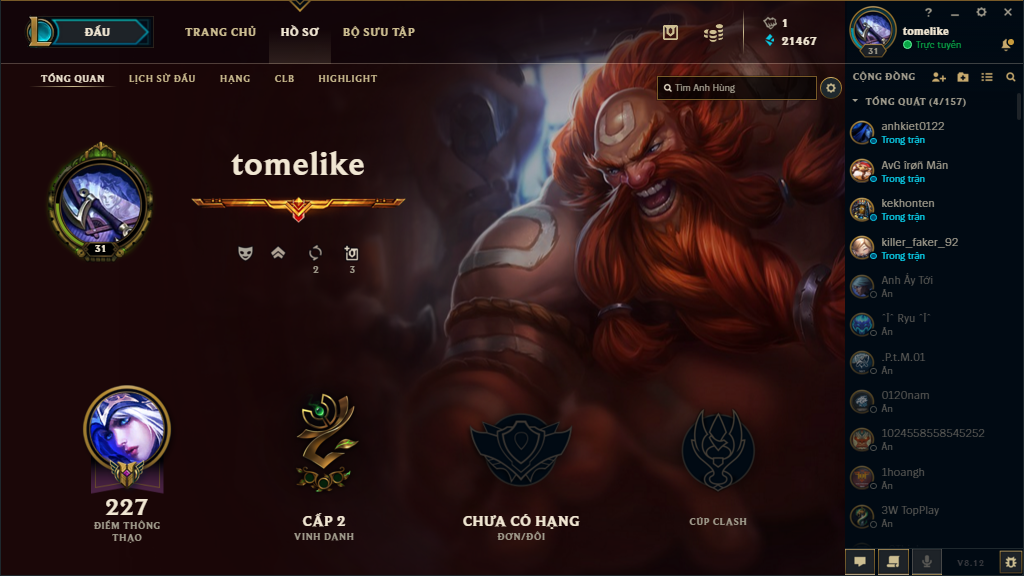 ĐẤU
TRANG CHỦ
HỒ SƠ
BỘ SƯU TẬP
1
21467
?
tomelike
Trực tuyến
31
TỔNG QUAN
LỊCH SỬ ĐẤU
HẠNG
CLB
HIGHLIGHT
Tìm Anh Hùng
CỘNG ĐỒNG
TỔNG QUÁT (4/157)
anhkiet0122
Trong trận
AvG ĩrøñ Mãn
Trong trận
kekhonten
Trong trận
killer_faker_92
Trong trận
Anh Ấy Tới
Ẩn
ˆ῏ˆ Ryu ˆ῏ˆ
Ẩn
.P.t.M.01
Ẩn
0120nam
Ẩn
1024558558545252
Ẩn
1hoangh
Ẩn
3W TopPlay
Ẩn
tomelike
31
2
3
227
ĐIỂM THÔNG
THẠO
CẤP 2
VINH DANH
CHƯA CÓ HẠNG
ĐƠN/ĐÔI
CÚP CLASH
V8.12